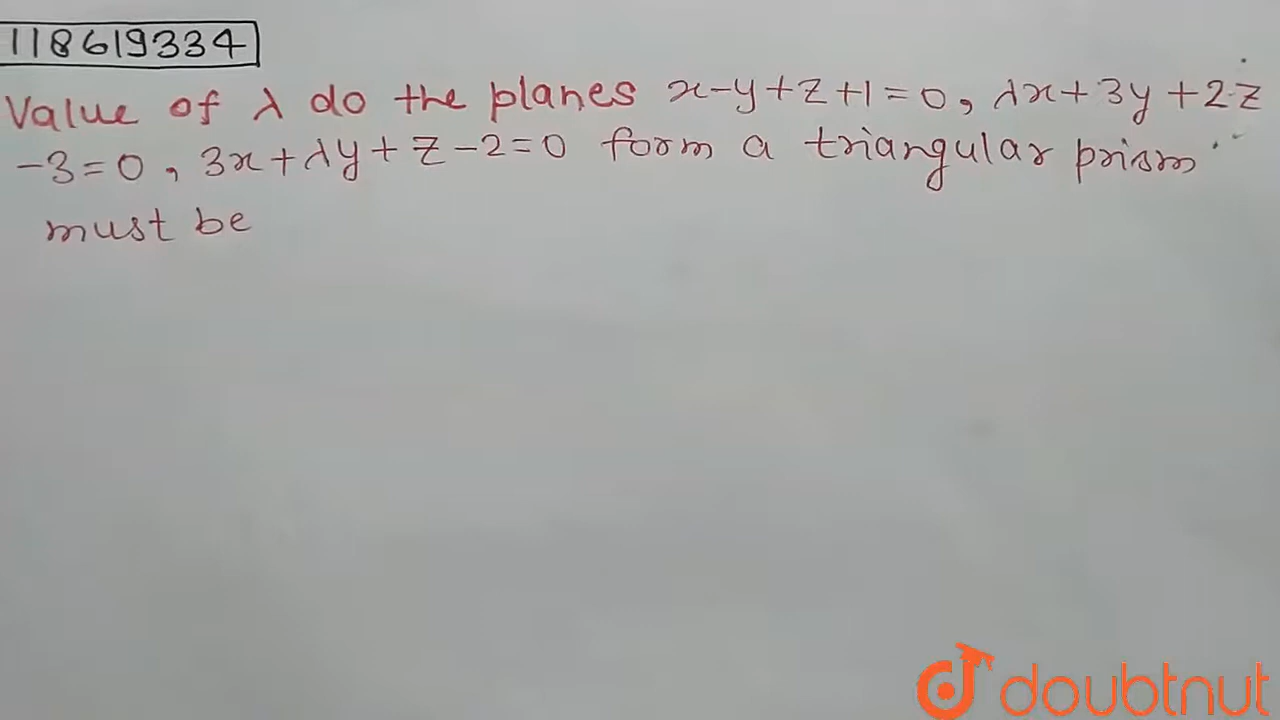 118619334
Value of λ do the planes x-y+z+1=0, λx+3y+2z
-3=0, 3x+λy+z-2=0 form a triangular prism
must be
doubtnut